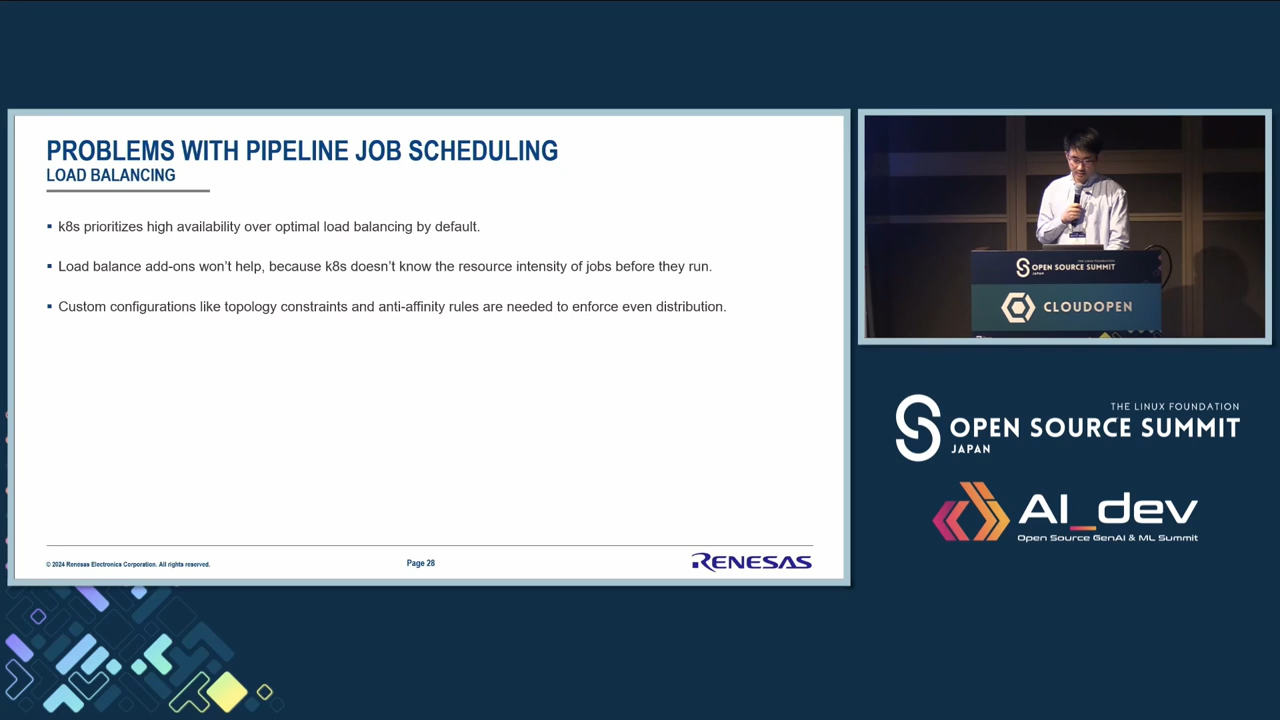 PROBLEMS WITH PIPELINE JOB SCHEDULING
LOAD BALANCING
k8s prioritizes high availability over optimal load balancing by default.
Load balance add-ons won't help, because k8s doesn't know the resource intensity of jobs before they run.
Custom configurations like topology constraints and anti-affinity rules are needed to enforce even distribution.
© 2024 Renesas Electronics Corporation. All rights reserved.
Page 28
RENESAS
THE LINUX FOUNDATION
OPEN SOURCE SUMMIT
JAPAN
CLOUDOPEN
THE LINUX FOUNDATION
OPEN SOURCE SUMMIT
JAPAN
AI_dev
Open Source GenAI & ML Summit